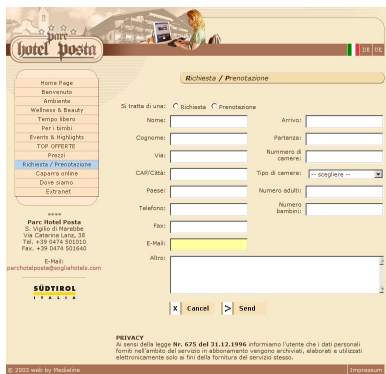 Parc
hotel Posta
DE UK
Home Page
Benvenuto
Ambiente
Wellness & Beauty
Tempo libero
Per i bimbi
Events & Highlights
TOP OFFERTE
Prezzi
Richiesta / Prenotazione
Caparra online
Dove siamo
Extranet
****
Parc Hotel Posta
S. Vigilio di Marebbe
Via Catarina Lanz, 38
Tel. +39 0474 501010
Fax. +39 0474 501640
E-Mail:
parchotelposta@sogliahotels.com
SÜDTIROL
ITALIA
Richiesta / Prenotazione
Si tratta di una: Richiesta Prenotazione
Nome: Arrivo:
Cognome: Partenza:
Via: Nummero di
camere:
CAP/Città: Tipo di camere: -- scegliere --
Paese: Numero adulti:
Telefono: Numero
bambini:
Fax:
E-Mail:
Altro:
X Cancel > Send
PRIVACY
Ai sensi della legge Nr. 675 del 31.12.1996 informiamo l'utente che i dati personali
forniti nell'ambito del servizio in abbonamento vengono archiviati, elaborati e utilizzati
elettronicamente solo ai fini della fornitura del servizio stesso.
© 2003 web by Medieline Impressum